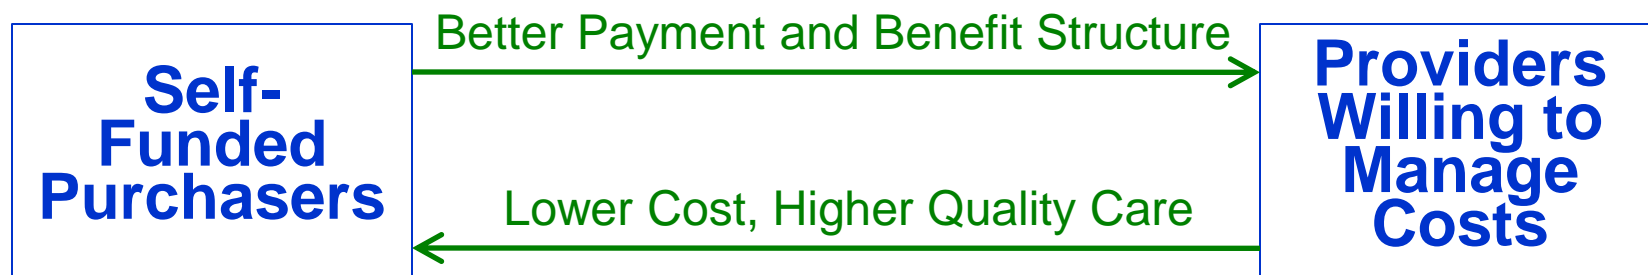 Self-
Funded
Purchasers
Better Payment and Benefit Structure
Lower Cost, Higher Quality Care
Providers
Willing to
Manage
Costs